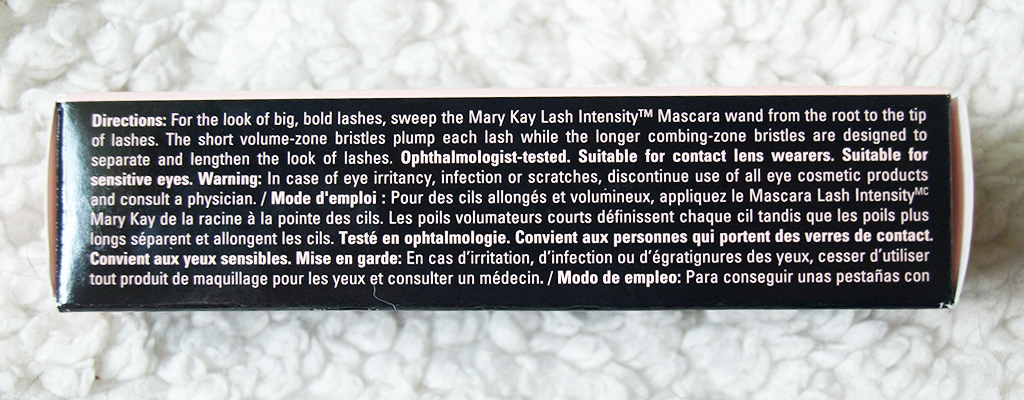 Directions: For the look of big, bold lashes, sweep the Mary Kay Lash Intensity™ Mascara wand from the root to the tip
of lashes. The short volume-zone bristles plump each lash while the longer combing-zone bristles are designed to
separate and lengthen the look of lashes. Ophthalmologist-tested. Suitable for contact lens wearers. Suitable for
sensitive eyes. Warning: In case of eye irritancy, infection or scratches, discontinue use of all eye cosmetic products
and consult a physician. / Mode d'emploi : Pour des cils allongés et volumineux, appliquez le Mascara Lash Intensity^MC
Mary Kay de la racine à la pointe des cils. Les poils volumateurs courts définissent chaque cil tandis que les poils plus
longs séparent et allongent les cils. Testé en ophtalmologie. Convient aux personnes qui portent des verres de contact.
Convient aux yeux sensibles. Mise en garde: En cas d'irritation, d'infection ou d'égratignures des yeux, cesser d'utiliser
tout produit de maquillage pour les yeux et consulter un médecin. / Modo de empleo: Para conseguir unas pestañas con